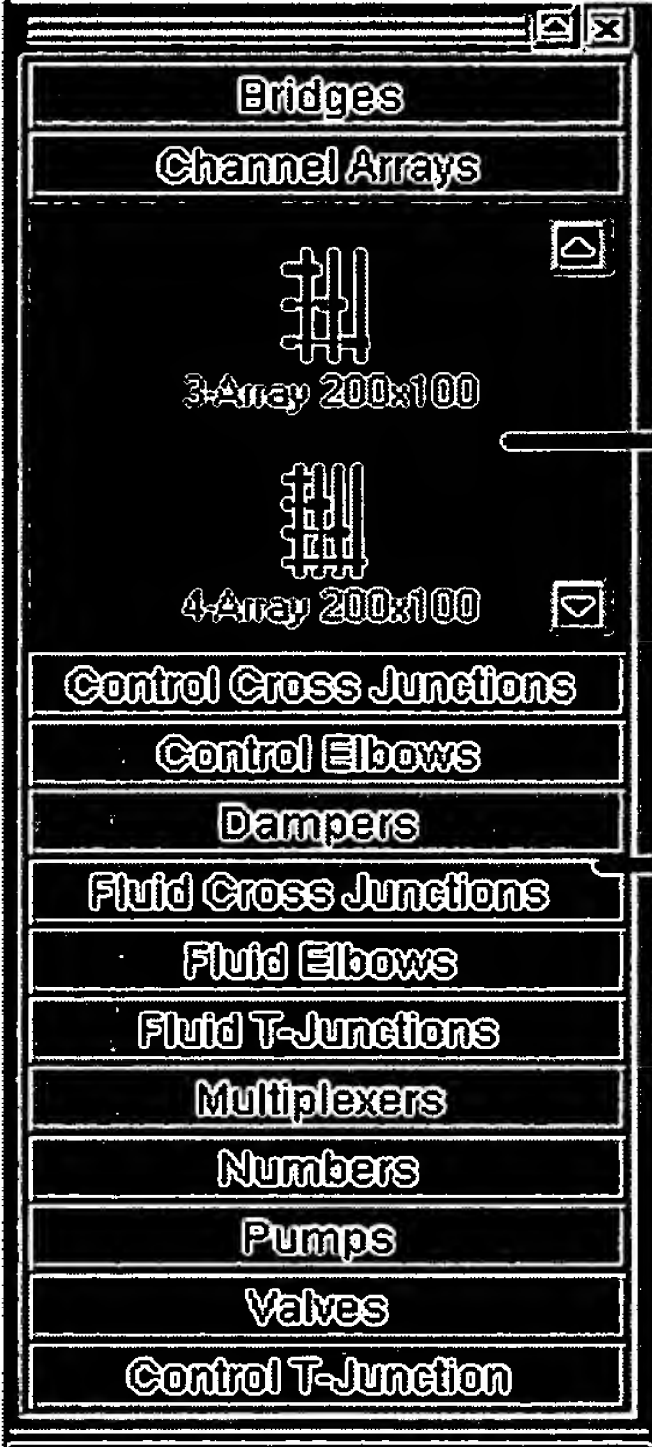 Bridges
Channel Arrays
3-Array 200x100
4-Array 200x100
Control Cross Junctions
Control Elbows
Dampers
Fluid Cross Junctions
Fluid Elbows
Fluid T-Junctions
Multiplexers
Numbers
Pumps
Valves
Control T-Junction